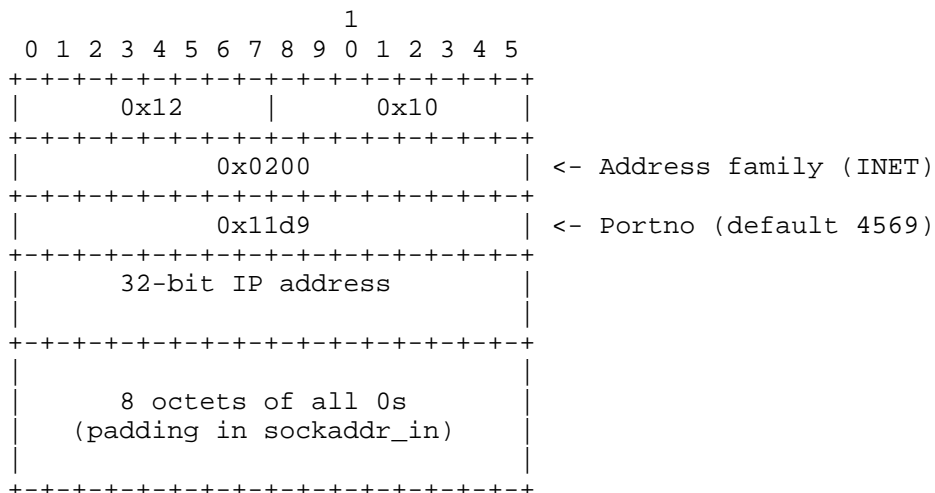 1
 0 1 2 3 4 5 6 7 8 9 0 1 2 3 4 5
+-+-+-+-+-+-+-+-+-+-+-+-+-+-+-+-+
|      0x12     |      0x10     |
+-+-+-+-+-+-+-+-+-+-+-+-+-+-+-+-+
|            0x0200             | <- Address family (INET)
+-+-+-+-+-+-+-+-+-+-+-+-+-+-+-+-+
|            0x11d9             | <- Portno (default 4569)
+-+-+-+-+-+-+-+-+-+-+-+-+-+-+-+-+
|      32-bit IP address        |
|                               |
+-+-+-+-+-+-+-+-+-+-+-+-+-+-+-+-+
|                               |
|      8 octets of all 0s       |
|   (padding in sockaddr_in)    |
|                               |
+-+-+-+-+-+-+-+-+-+-+-+-+-+-+-+-+